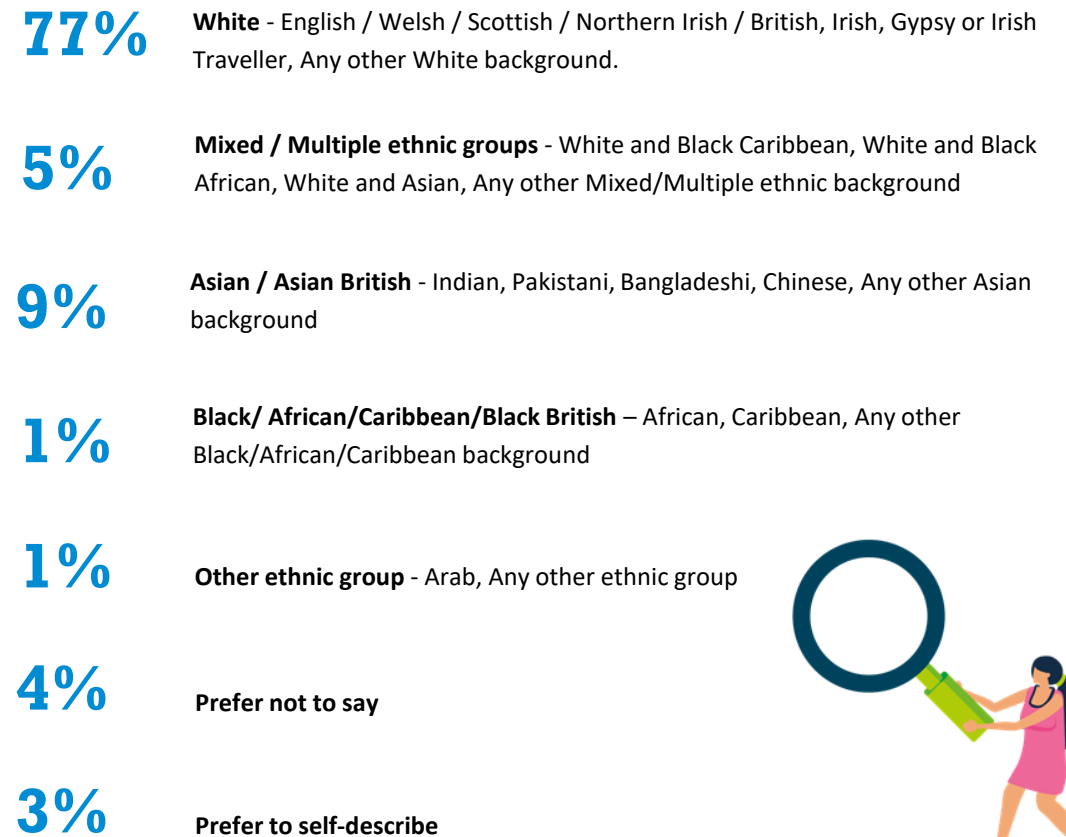 77%
White - English / Welsh / Scottish / Northern Irish / British, Irish, Gypsy or Irish
Traveller, Any other White background.
5%
Mixed / Multiple ethnic groups - White and Black Caribbean, White and Black
African, White and Asian, Any other Mixed/Multiple ethnic background
9%
Asian / Asian British - Indian, Pakistani, Bangladeshi, Chinese, Any other Asian
background
1%
Black/ African/Caribbean/Black British – African, Caribbean, Any other
Black/African/Caribbean background
1%
Other ethnic group - Arab, Any other ethnic group
4%
Prefer not to say
3%
Prefer to self-describe